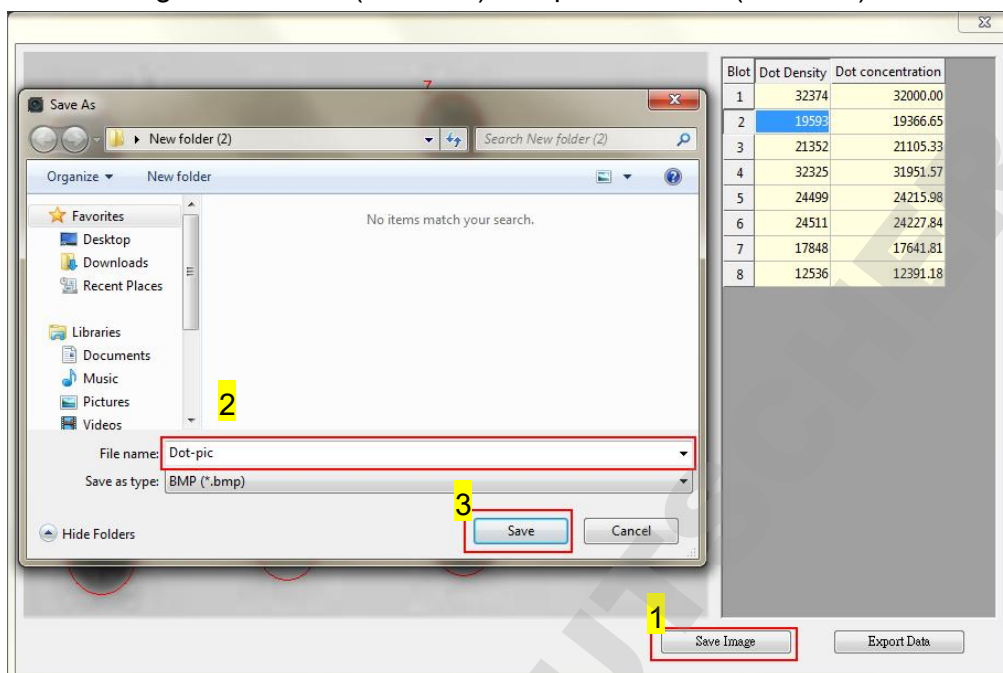 7
Blot Dot Density Dot concentration
1 32374 32000.00
2 19593 19366.65
3 21352 21105.33
4 32325 31951.57
5 24499 24215.98
6 24511 24227.84
7 17848 17641.81
8 12536 12391.18
Save As
New folder (2)
Search New folder (2)
Organize New folder
Favorites
Desktop
Downloads
Recent Places
Libraries
Documents
Music
Pictures
Videos
No items match your search.
2
File name: Dot-pic
Save as type: BMP (*.bmp)
3
Hide Folders
Save Cancel
1
Save Image Export Data